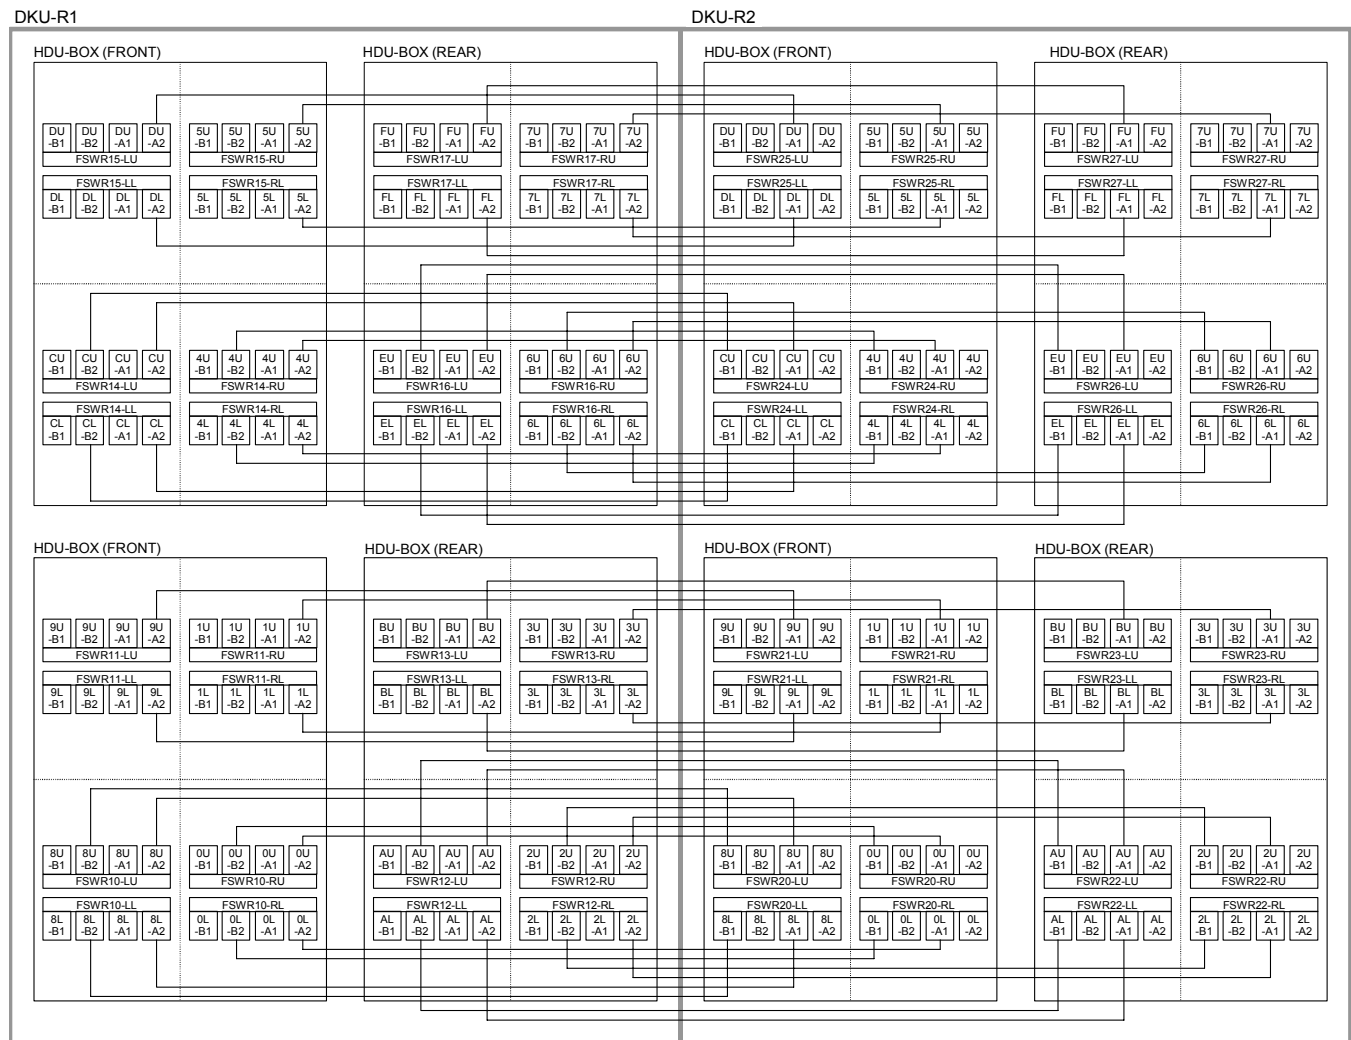 DKU-R1 DKU-R2
HDU-BOX (FRONT) HDU-BOX (REAR) HDU-BOX (FRONT) HDU-BOX (REAR)
DU DU DU DU 5U 5U 5U 5U FU FU FU FU 7U 7U 7U 7U DU DU DU DU 5U 5U 5U 5U FU FU FU FU 7U 7U 7U 7U
-B1 -B2 -A1 -A2 -B1 -B2 -A1 -A2 -B1 -B2 -A1 -A2 -B1 -B2 -A1 -A2 -B1 -B2 -A1 -A2 -B1 -B2 -A1 -A2 -B1 -B2 -A1 -A2 -B1 -B2 -A1 -A2
FSWR15-LU FSWR15-RU FSWR17-LU FSWR17-RU FSWR25-LU FSWR25-RU FSWR27-LU FSWR27-RU
FSWR15-LL FSWR15-RL FSWR17-LL FSWR17-RL FSWR25-LL FSWR25-RL FSWR27-LL FSWR27-RL
DL DL DL DL 5L 5L 5L 5L FL FL FL FL 7L 7L 7L 7L DL DL DL DL 5L 5L 5L 5L FL FL FL FL 7L 7L 7L 7L
-B1 -B2 -A1 -A2 -B1 -B2 -A1 -A2 -B1 -B2 -A1 -A2 -B1 -B2 -A1 -A2 -B1 -B2 -A1 -A2 -B1 -B2 -A1 -A2 -B1 -B2 -A1 -A2 -B1 -B2 -A1 -A2
CU CU CU CU 4U 4U 4U 4U EU EU EU EU 6U 6U 6U 6U CU CU CU CU 4U 4U 4U 4U EU EU EU EU 6U 6U 6U 6U
-B1 -B2 -A1 -A2 -B1 -B2 -A1 -A2 -B1 -B2 -A1 -A2 -B1 -B2 -A1 -A2 -B1 -B2 -A1 -A2 -B1 -B2 -A1 -A2 -B1 -B2 -A1 -A2 -B1 -B2 -A1 -A2
FSWR14-LU FSWR14-RU FSWR16-LU FSWR16-RU FSWR24-LU FSWR24-RU FSWR26-LU FSWR26-RU
FSWR14-LL FSWR14-RL FSWR16-LL FSWR16-RL FSWR24-LL FSWR24-RL FSWR26-LL FSWR26-RL
CL CL CL CL 4L 4L 4L 4L EL EL EL EL 6L 6L 6L 6L CL CL CL CL 4L 4L 4L 4L EL EL EL EL 6L 6L 6L 6L
-B1 -B2 -A1 -A2 -B1 -B2 -A1 -A2 -B1 -B2 -A1 -A2 -B1 -B2 -A1 -A2 -B1 -B2 -A1 -A2 -B1 -B2 -A1 -A2 -B1 -B2 -A1 -A2 -B1 -B2 -A1 -A2
HDU-BOX (FRONT) HDU-BOX (REAR) HDU-BOX (FRONT) HDU-BOX (REAR)
9U 9U 9U 9U 1U 1U 1U 1U BU BU BU BU 3U 3U 3U 3U 9U 9U 9U 9U 1U 1U 1U 1U BU BU BU BU 3U 3U 3U 3U
-B1 -B2 -A1 -A2 -B1 -B2 -A1 -A2 -B1 -B2 -A1 -A2 -B1 -B2 -A1 -A2 -B1 -B2 -A1 -A2 -B1 -B2 -A1 -A2 -B1 -B2 -A1 -A2 -B1 -B2 -A1 -A2
FSWR11-LU FSWR11-RU FSWR13-LU FSWR13-RU FSWR21-LU FSWR21-RU FSWR23-LU FSWR23-RU
FSWR11-LL FSWR11-RL FSWR13-LL FSWR13-RL FSWR21-LL FSWR21-RL FSWR23-LL FSWR23-RL
9L 9L 9L 9L 1L 1L 1L 1L BL BL BL BL 3L 3L 3L 3L 9L 9L 9L 9L 1L 1L 1L 1L BL BL BL BL 3L 3L 3L 3L
-B1 -B2 -A1 -A2 -B1 -B2 -A1 -A2 -B1 -B2 -A1 -A2 -B1 -B2 -A1 -A2 -B1 -B2 -A1 -A2 -B1 -B2 -A1 -A2 -B1 -B2 -A1 -A2 -B1 -B2 -A1 -A2
8U 8U 8U 8U 0U 0U 0U 0U AU AU AU AU 2U 2U 2U 2U 8U 8U 8U 8U 0U 0U 0U 0U AU AU AU AU 2U 2U 2U 2U
-B1 -B2 -A1 -A2 -B1 -B2 -A1 -A2 -B1 -B2 -A1 -A2 -B1 -B2 -A1 -A2 -B1 -B2 -A1 -A2 -B1 -B2 -A1 -A2 -B1 -B2 -A1 -A2 -B1 -B2 -A1 -A2
FSWR10-LU FSWR10-RU FSWR12-LU FSWR12-RU FSWR20-LU FSWR20-RU FSWR22-LU FSWR22-RU
FSWR10-LL FSWR10-RL FSWR12-LL FSWR12-RL FSWR20-LL FSWR20-RL FSWR22-LL FSWR22-RL
8L 8L 8L 8L 0L 0L 0L 0L AL AL AL AL 2L 2L 2L 2L 8L 8L 8L 8L 0L 0L 0L 0L AL AL AL AL 2L 2L 2L 2L
-B1 -B2 -A1 -A2 -B1 -B2 -A1 -A2 -B1 -B2 -A1 -A2 -B1 -B2 -A1 -A2 -B1 -B2 -A1 -A2 -B1 -B2 -A1 -A2 -B1 -B2 -A1 -A2 -B1 -B2 -A1 -A2